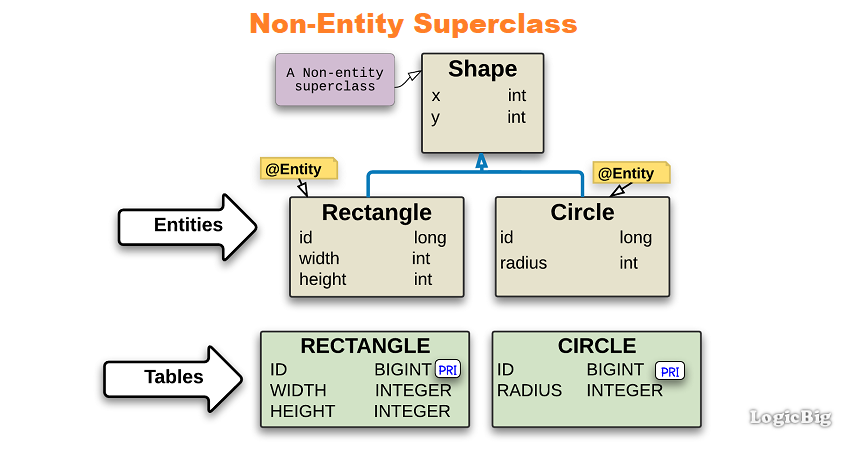 Non-Entity Superclass
A Non-entity
superclass
Shape
x int
y int
@Entity
@Entity
Entities
Rectangle
id long
width int
height int
Circle
id long
radius int
Tables
RECTANGLE
ID BIGINT PRI
WIDTH INTEGER
HEIGHT INTEGER
CIRCLE
ID BIGINT PRI
RADIUS INTEGER
LogicBig